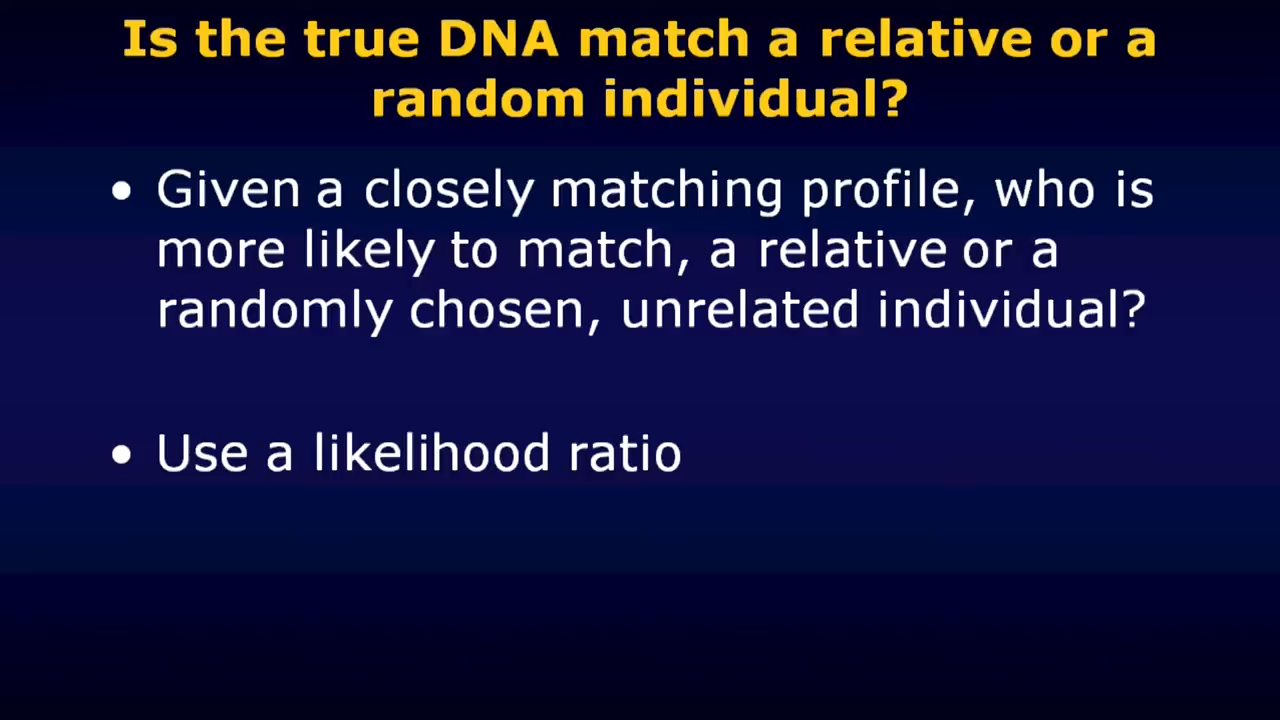 Is the true DNA match a relative or a
random individual?
• Given a closely matching profile, who is
more likely to match, a relative or a
randomly chosen, unrelated individual?
• Use a likelihood ratio